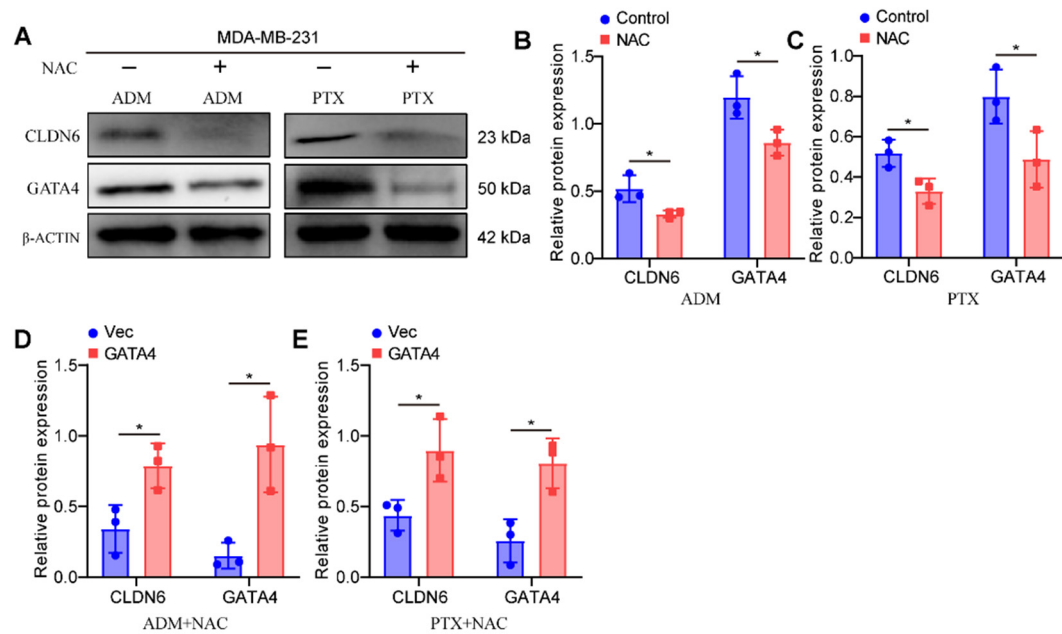 A
MDA-MB-231
NAC − + − +
ADM ADM PTX PTX
CLDN6 23 kDa
GATA4 50 kDa
β-ACTIN 42 kDa
B
Control
NAC
Relative protein expression
1.5
1.0
0.5
0.0
*
*
CLDN6 GATA4
ADM
C
Control
NAC
Relative protein expression
1.0
0.8
0.6
0.4
0.2
0.0
*
*
CLDN6 GATA4
PTX
D
Vec
GATA4
Relative protein expression
1.5
1.0
0.5
0.0
*
*
CLDN6 GATA4
ADM+NAC
E
Vec
GATA4
Relative protein expression
1.5
1.0
0.5
0.0
*
*
CLDN6 GATA4
PTX+NAC